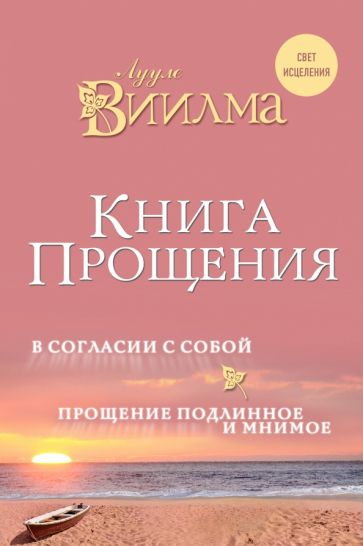 Лууле
Виилма
СВЕТ
ИСЦЕЛЕНИЯ
Книга
Прощения
В СОГЛАСИИ С СОБОЙ
ПРОЩЕНИЕ ПОДЛИННОЕ
И МНИМОЕ